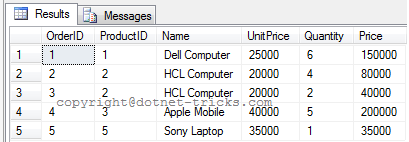 Results Messages
OrderID ProductID Name UnitPrice Quantity Price
1 1 1 Dell Computer 25000 6 150000
2 2 2 HCL Computer 20000 4 80000
3 3 2 HCL Computer 20000 2 40000
copyright@dotnet-tricks.com
4 4 3 Apple Mobile 40000 5 200000
5 5 5 Sony Laptop 35000 1 35000